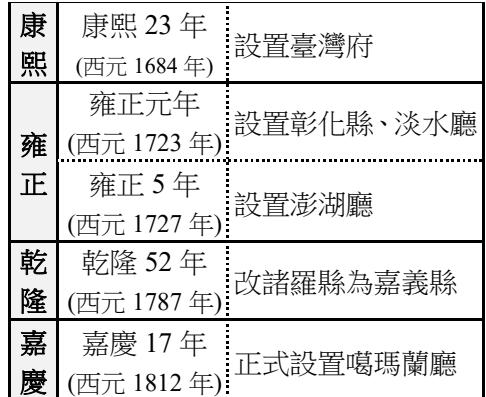 康熙
康熙 23 年
(西元 1684 年)
設置臺灣府
雍正
雍正元年
(西元 1723 年)
設置彰化縣、淡水廳
雍正 5 年
(西元 1727 年)
設置澎湖廳
乾隆
乾隆 52 年
(西元 1787 年)
改諸羅縣為嘉義縣
嘉慶
嘉慶 17 年
(西元 1812 年)
正式設置噶瑪蘭廳